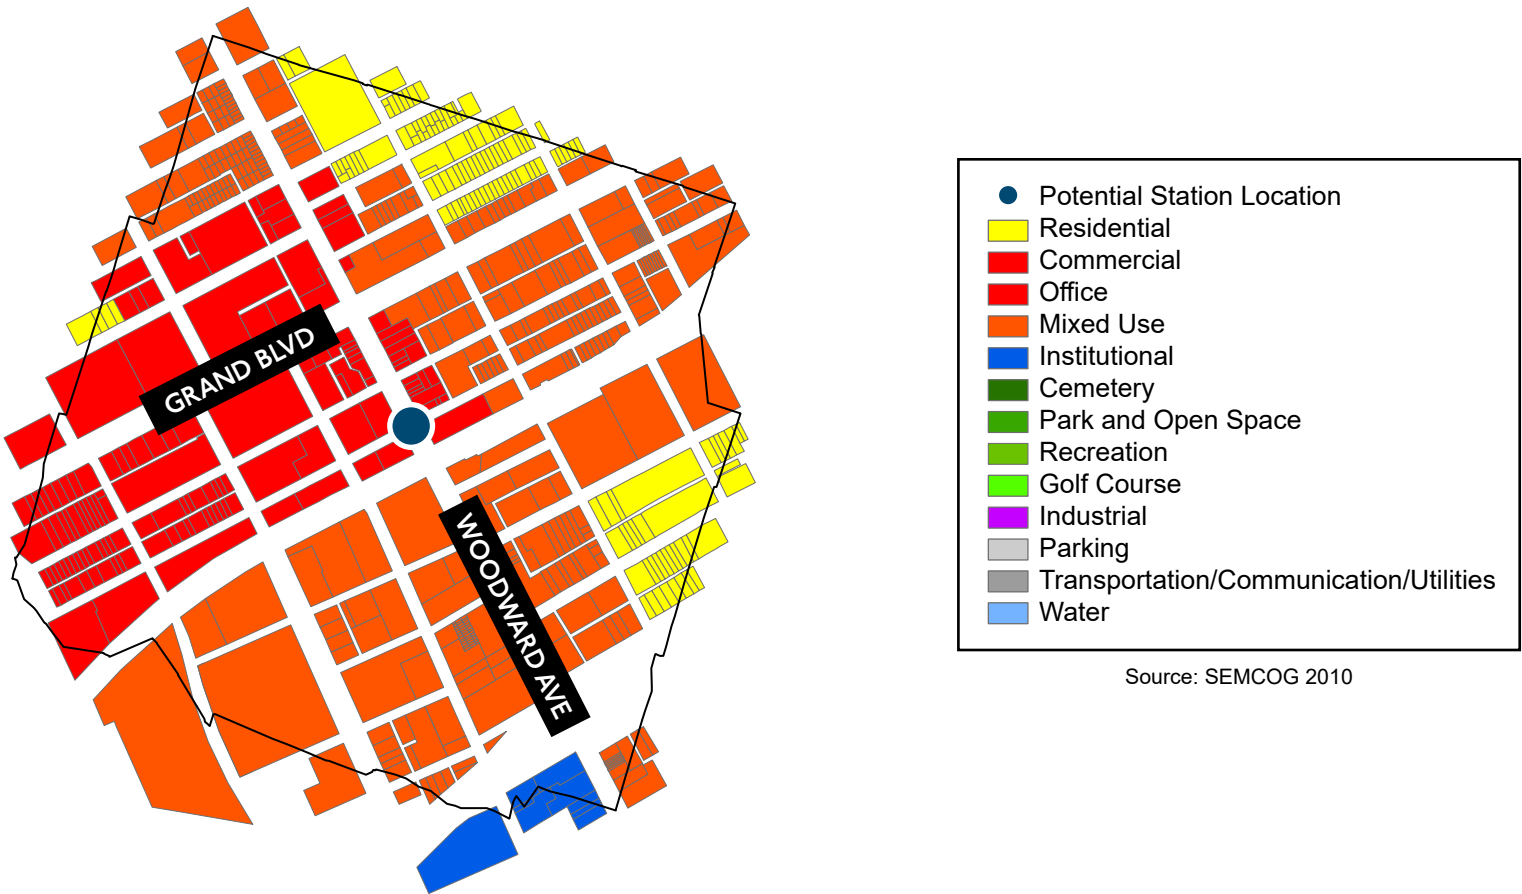 GRAND BLVD
WOODWARD AVE
Potential Station Location
Residential
Commercial
Office
Mixed Use
Institutional
Cemetery
Park and Open Space
Recreation
Golf Course
Industrial
Parking
Transportation/Communication/Utilities
Water
Source: SEMCOG 2010